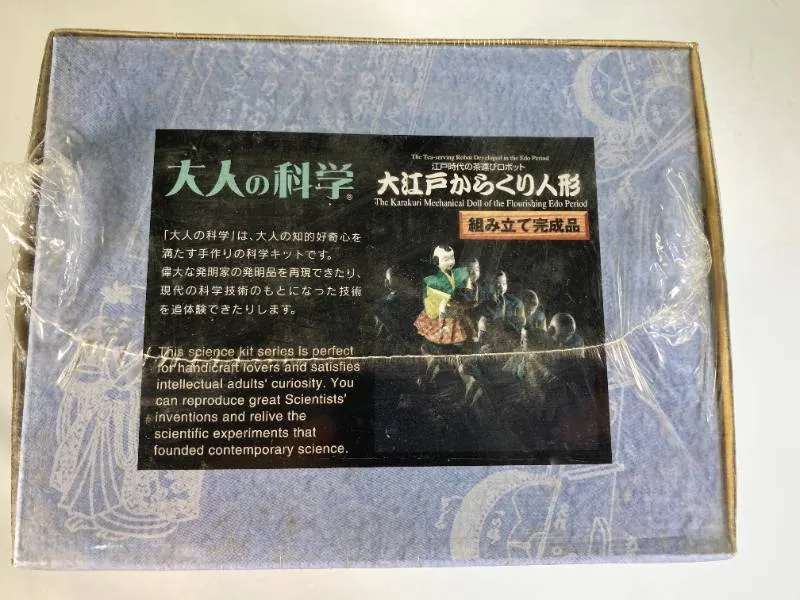 大人の科学®
「大人の科学」は、大人の知的好奇心を
満たす手作りの科学キットです。
偉大な発明家の発明品を再現できたり、
現代の科学技術のもとになった技術
を追体験できたりします。
This science kit series is perfect
for handicraft lovers and satisfies
intellectual adults' curiosity. You
can reproduce great Scientists'
inventions and relive the
scientific experiments that
founded contemporary science.
The Tea-serving Robot Developed in the Edo Period
江戸時代の茶運びロボット
大江戸からくり人形
The Karakuri Mechanical Doll of the Flourishing Edo Period
組み立て完成品